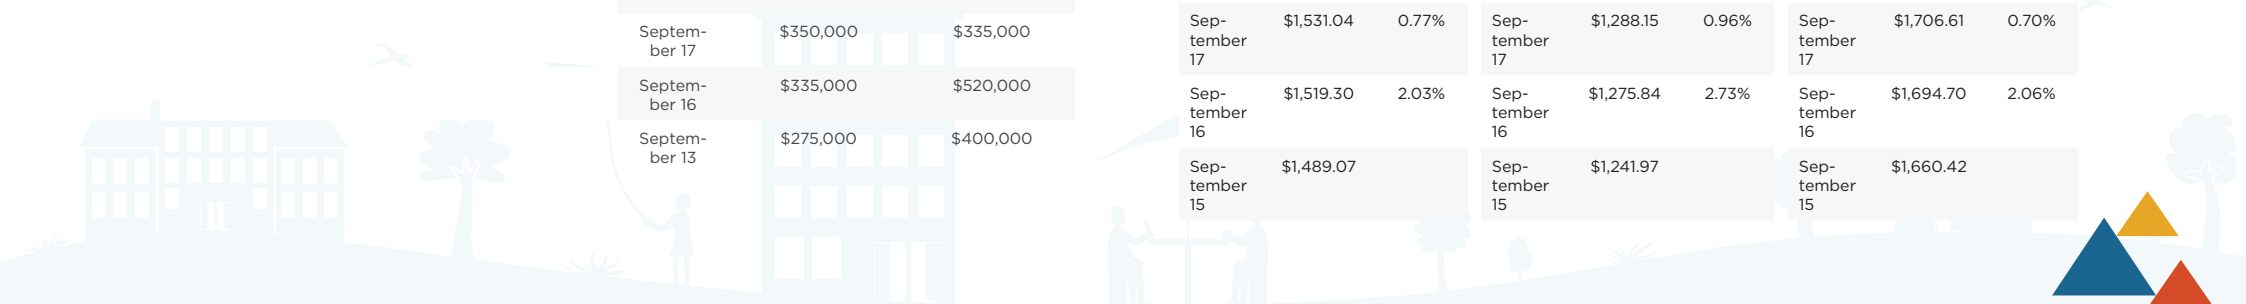 Septem-
ber 17 $350,000 $335,000
Septem-
ber 16 $335,000 $520,000
Septem-
ber 13 $275,000 $400,000
Sep- $1,531.04 0.77%
tember
17
Sep- $1,519.30 2.03%
tember
16
Sep- $1,489.07
tember
15
Sep- $1,288.15 0.96%
tember
17
Sep- $1,275.84 2.73%
tember
16
Sep- $1,241.97
tember
15
Sep- $1,706.61 0.70%
tember
17
Sep- $1,694.70 2.06%
tember
16
Sep- $1,660.42
tember
15